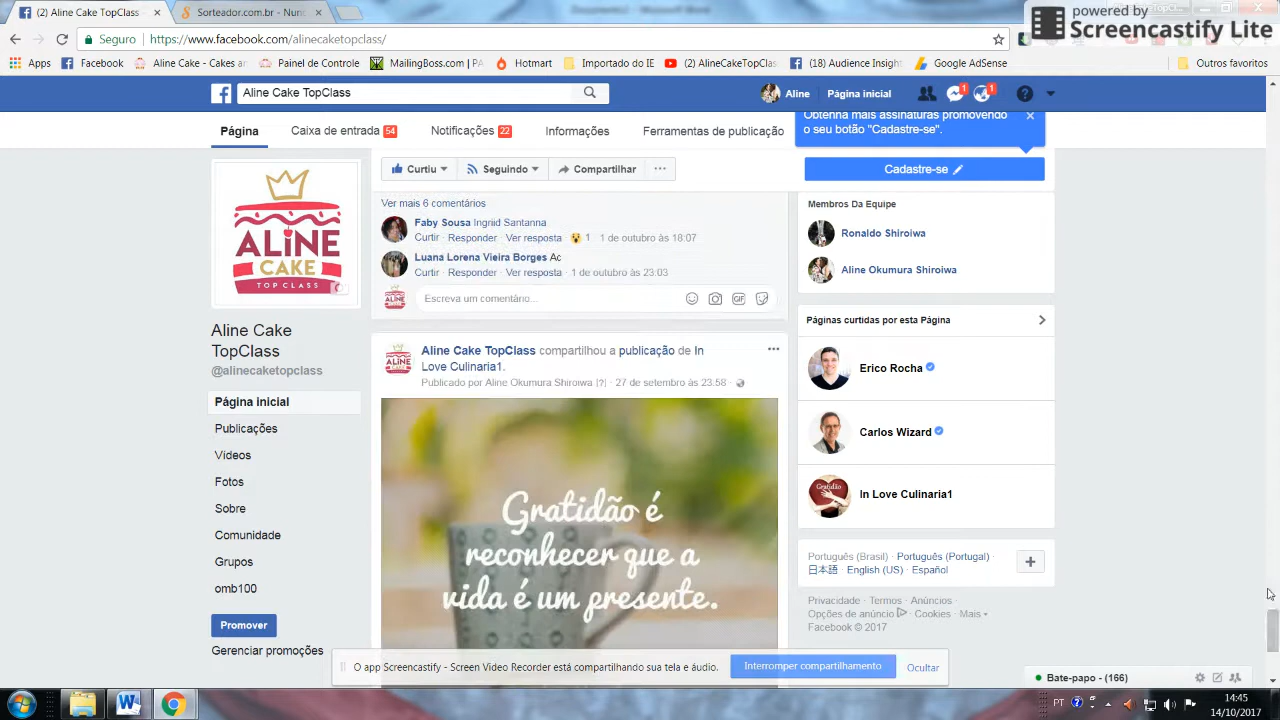 powered by
Screencastify Lite
(2) Aline Cake TopClass
Sorteador.com.br - Nú
Seguro
https://www.facebook.com/alinecaketopclass/
Apps
Facebook
Aline Cake - Cakes ar
Painel de Controle
MailingBoss.com | PA
Hotmart
Importado do IE
(2) AlineCakeTopClas
(18) Audience Insight
Google AdSense
Outros favoritos
Aline Cake TopClass
Aline
Página inicial
1
1
Página
Caixa de entrada 54
Notificações 22
Informações
Ferramentas de publicação
Obtenha mais assinaturas promovendo
o seu botão "Cadastre-se".
Curtiu
Seguindo
Compartilhar
Cadastre-se
ALINE
CAKE
TOP CLASS
Aline Cake
TopClass
@alinecaketopclass
Página inicial
Publicações
Vídeos
Fotos
Sobre
Comunidade
Grupos
omb100
Promover
Gerenciar promoções
Ver mais 6 comentários
Faby Sousa Ingriid Santanna
Curtir · Responder · Ver resposta · 1 · 1 de outubro às 18:07
Luana Lorena Vieira Borges Ac
Curtir · Responder · Ver resposta · 1 de outubro às 23:03
Escreva um comentário...
GIF
Aline Cake TopClass compartilhou a publicação de In
Love Culinaria1.
Publicado por Aline Okumura Shiroiwa [?] · 27 de setembro às 23:58 ·
Gratidão é
reconhecer que a
vida é um presente.
Membros Da Equipe
Ronaldo Shiroiwa
Aline Okumura Shiroiwa
Páginas curtidas por esta Página
Erico Rocha
Carlos Wizard
Gratidão
In Love Culinaria1
Português (Brasil) · Português (Portugal) ·
日本語 · English (US) · Español
Privacidade · Termos · Anúncios ·
Opções de anúncio · Cookies · Mais
Facebook © 2017
O app Screencastify - Screen Video Recorder está compartilhando sua tela e áudio.
Interromper compartilhamento
Ocultar
Bate-papo - (166)
PT
14:45
14/10/2017